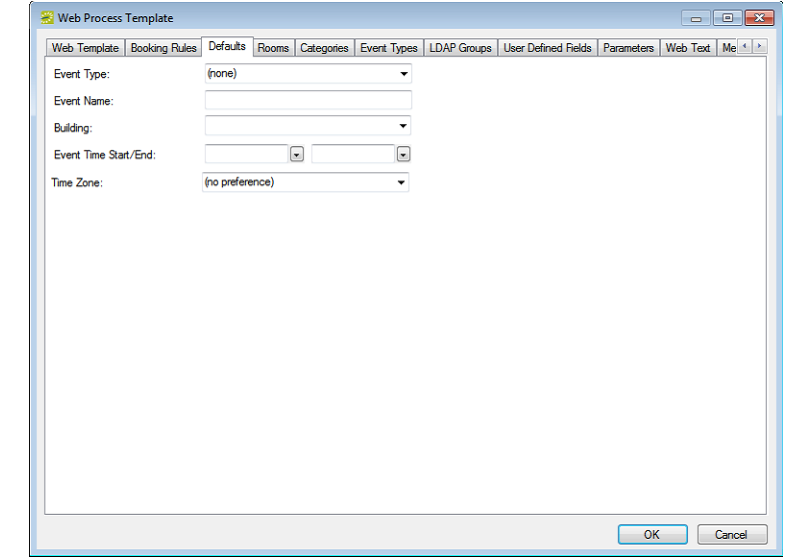 Web Process Template
Web Template Booking Rules Defaults Rooms Categories Event Types LDAP Groups User Defined Fields Parameters Web Text Me
Event Type: (none)
Event Name:
Building:
Event Time Start/End:
Time Zone: (no preference)
OK Cancel